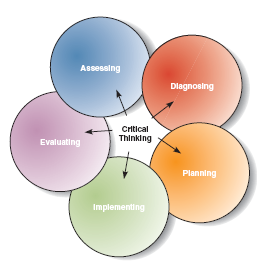 Assessing
Diagnosing
Critical
Thinking
Evaluating
Planning
Implementing